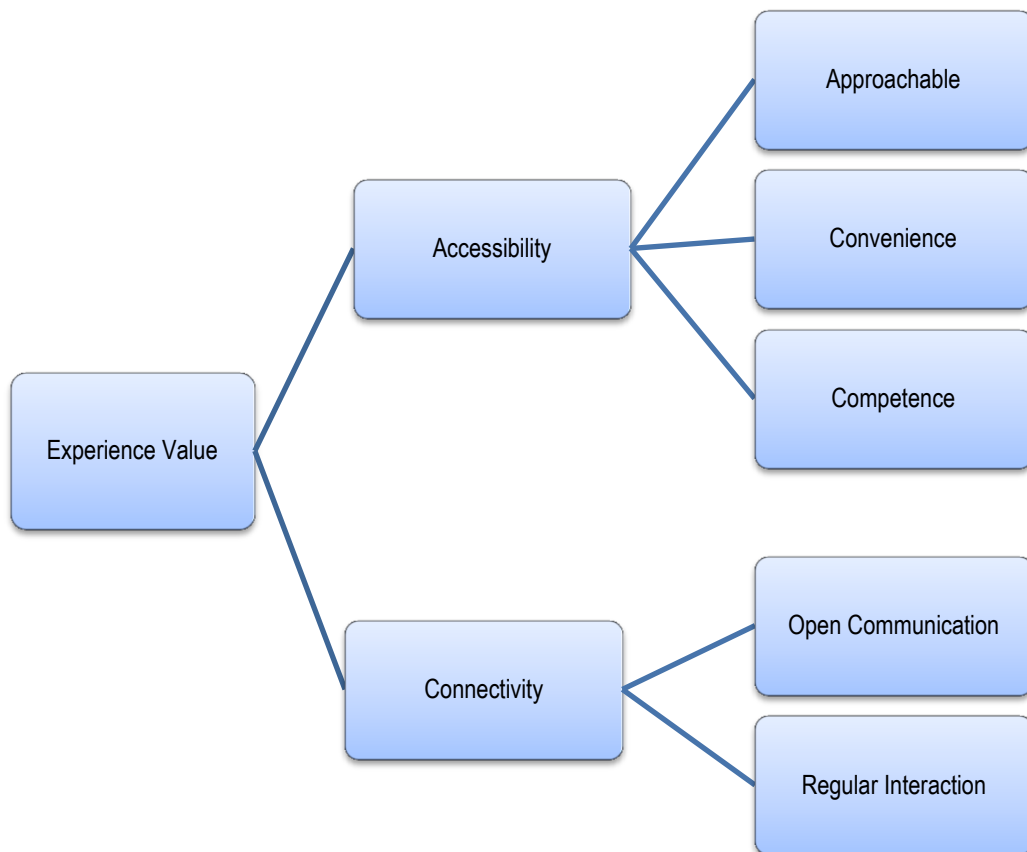 Approachable
Accessibility
Convenience
Competence
Experience Value
Open Communication
Connectivity
Regular Interaction